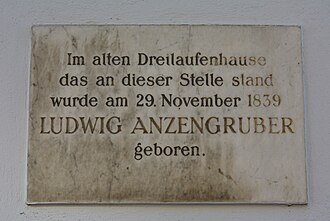 Im alten Dreilaufenhause
das an dieser Stelle stand
wurde am 29. November 1839
LUDWIG ANZENGRUBER
geboren.